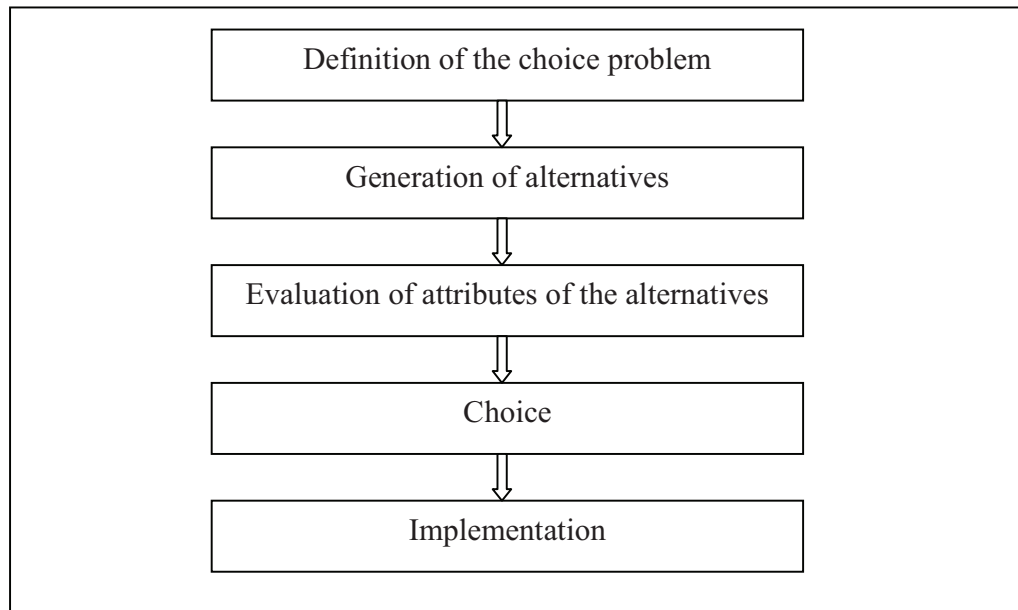 Definition of the choice problem
Generation of alternatives
Evaluation of attributes of the alternatives
Choice
Implementation